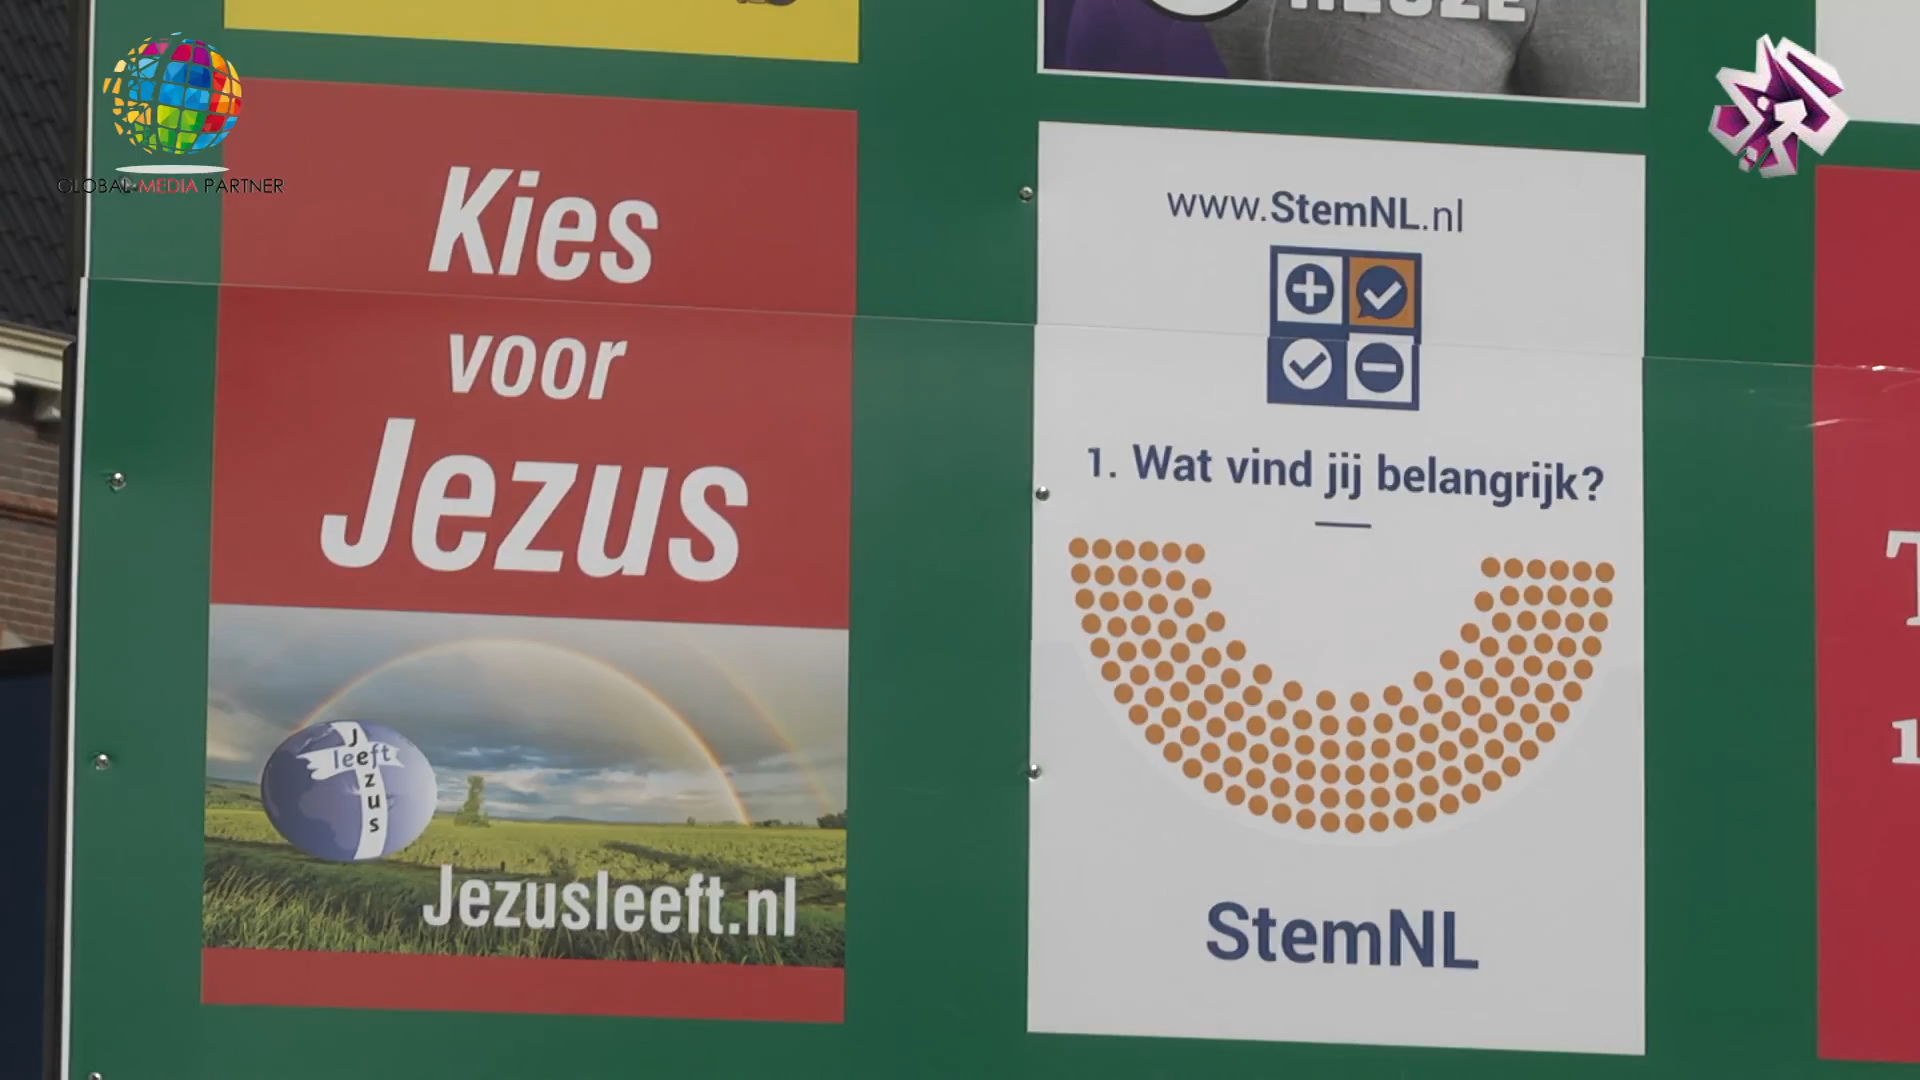 GLOBAL MEDIA PARTNER
Kies
voor
Jezus
Jezus
leeft
Jezusleeft.nl
www.StemNL.nl
1. Wat vind jij belangrijk?
StemNL